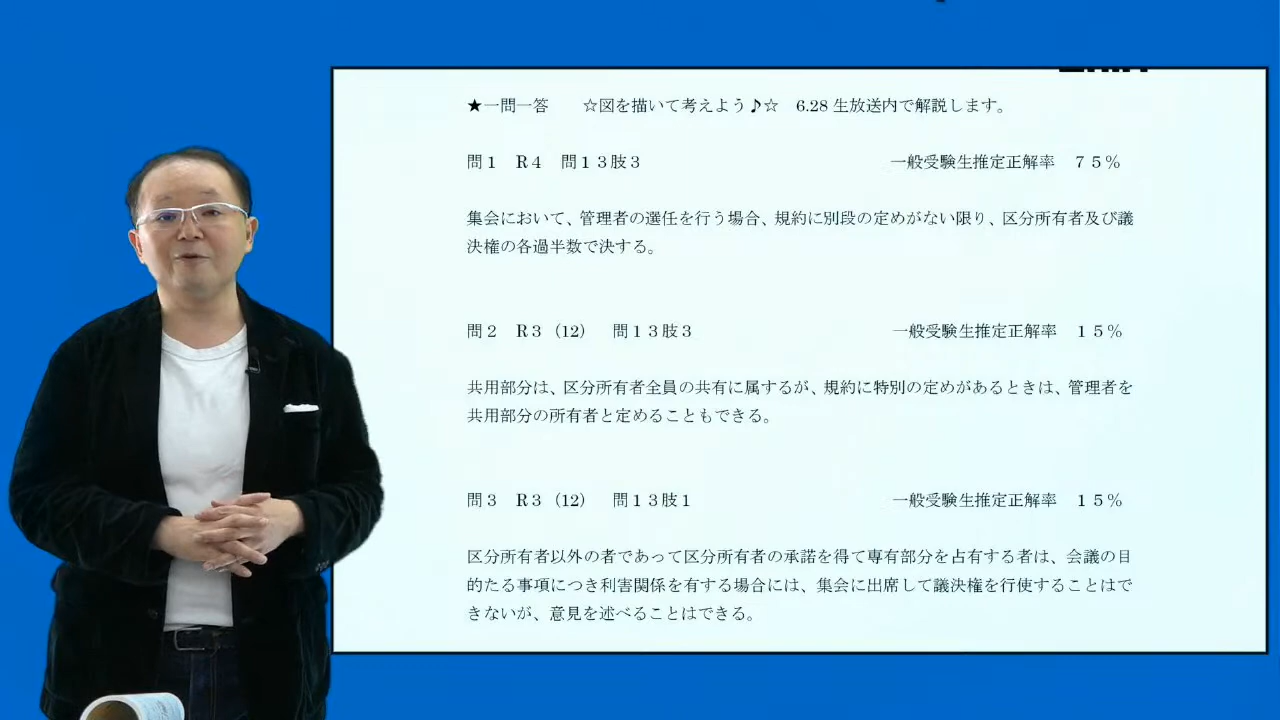 ★一問一答　　☆図を描いて考えよう♪☆　6.28 生放送内で解説します。
問１　Ｒ４　問１３肢３　　一般受験生推定正解率　７５％
集会において、管理者の選任を行う場合、規約に別段の定めがない限り、区分所有者及び議
決権の各過半数で決する。
問２　Ｒ３（12）　問１３肢３　　一般受験生推定正解率　１５％
共用部分は、区分所有者全員の共有に属するが、規約に特別の定めがあるときは、管理者を
共用部分の所有者と定めることもできる。
問３　Ｒ３（12）　問１３肢１　　一般受験生推定正解率　１５％
区分所有者以外の者であって区分所有者の承諾を得て専有部分を占有する者は、会議の目
的たる事項につき利害関係を有する場合には、集会に出席して議決権を行使することはで
きないが、意見を述べることはできる。